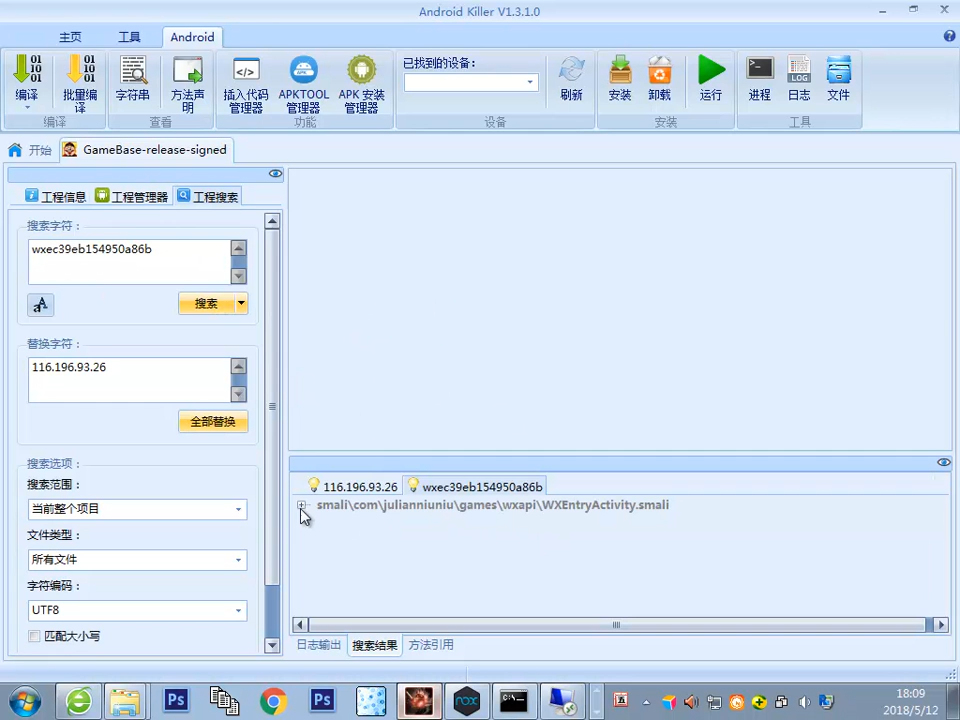 Android Killer V1.3.1.0
主页 工具 Android
编译 批量编译 字符串 方法声明 插入代码管理器 APKTOOL管理器 APK 安装管理器 已找到的设备: 刷新 安装 卸载 运行 进程 日志 文件
编译 查看 功能 设备 安装 工具
开始 GameBase-release-signed
工程信息 工程管理器 工程搜索
搜索字符:
wxec39eb154950a86b
搜索
替换字符:
116.196.93.26
全部替换
搜索选项:
搜索范围:
当前整个项目
文件类型:
所有文件
字符编码:
UTF8
匹配大小写
116.196.93.26 wxec39eb154950a86b
smali\com\julianniuniu\games\wxapi\WXEntryActivity.smali
日志输出 搜索结果 方法引用
18:09
2018/5/12